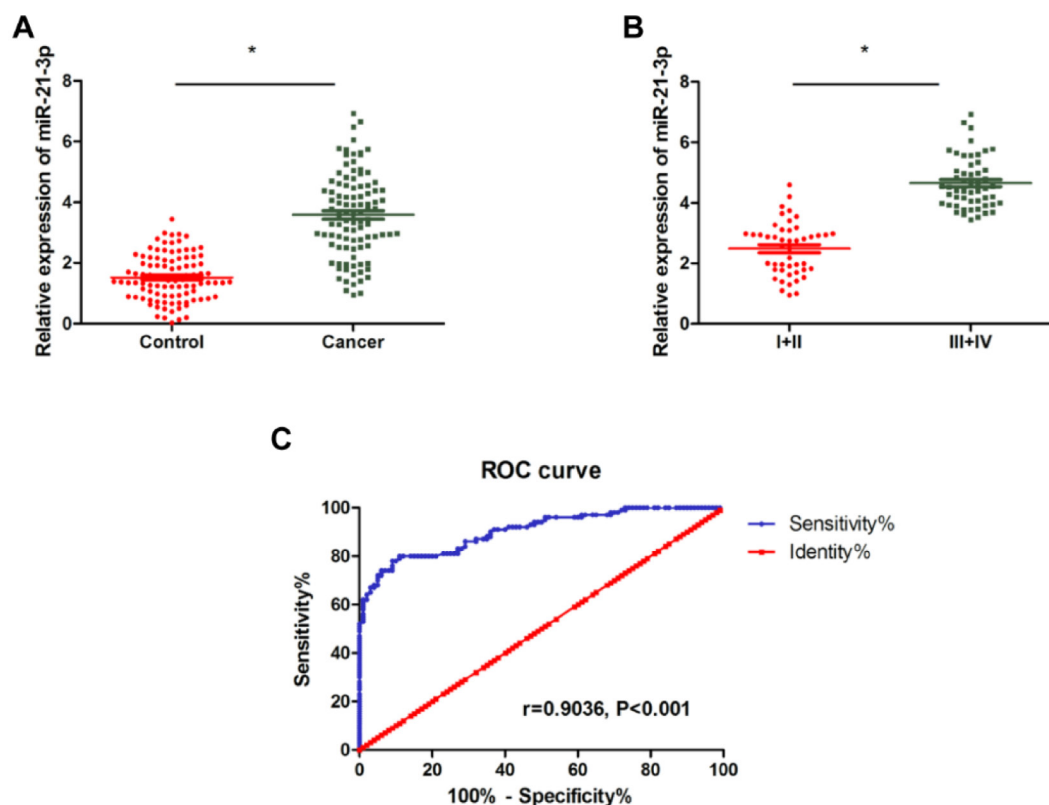 A
*
Relative expression of miR-21-3p
8
6
4
2
0
Control Cancer
B
*
Relative expression of miR-21-3p
8
6
4
2
0
I+II III+IV
C
ROC curve
Sensitivity%
100
80
60
40
20
0
0 20 40 60 80 100
100% - Specificity%
r=0.9036, P<0.001
Sensitivity%
Identity%